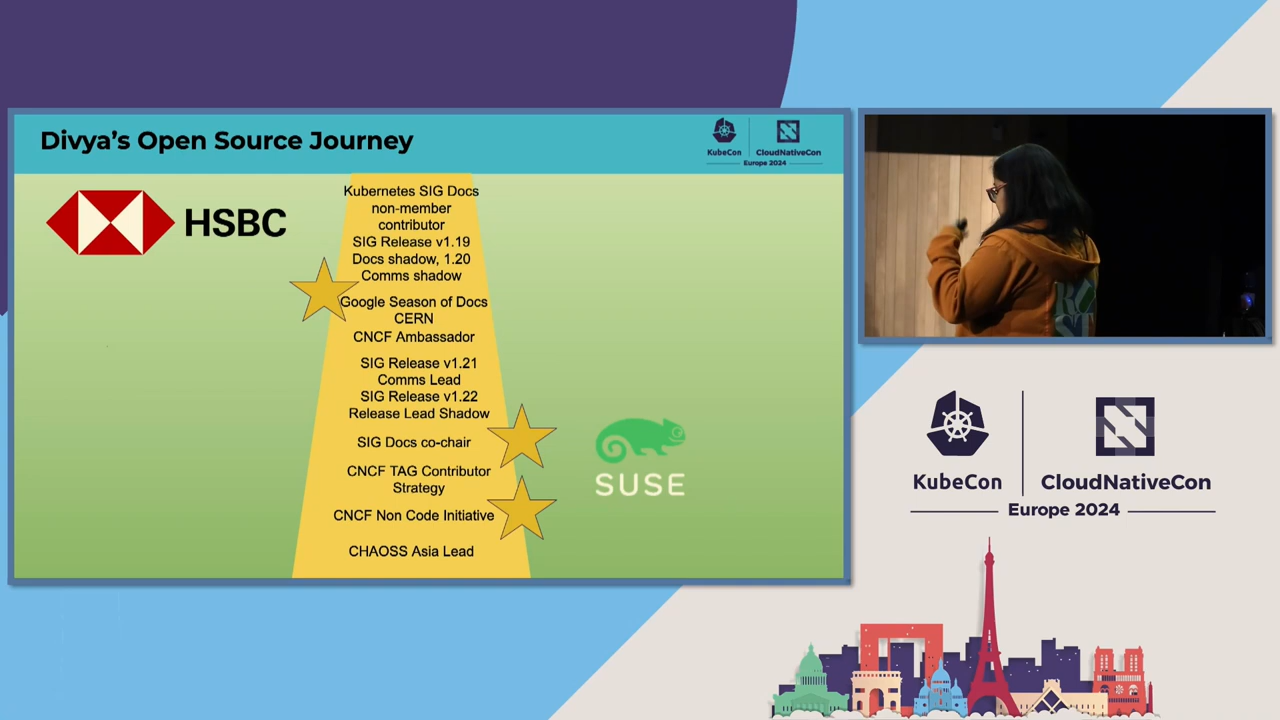 Divya's Open Source Journey
KubeCon
CloudNativeCon
Europe 2024
HSBC
Kubernetes SIG Docs
non-member
contributor
SIG Release v1.19
Docs shadow, 1.20
Comms shadow
Google Season of Docs
CERN
CNCF Ambassador
SIG Release v1.21
Comms Lead
SIG Release v1.22
Release Lead Shadow
SIG Docs co-chair
CNCF TAG Contributor
Strategy
CNCF Non Code Initiative
CHAOSS Asia Lead
SUSE
KubeCon
CloudNativeCon
Europe 2024